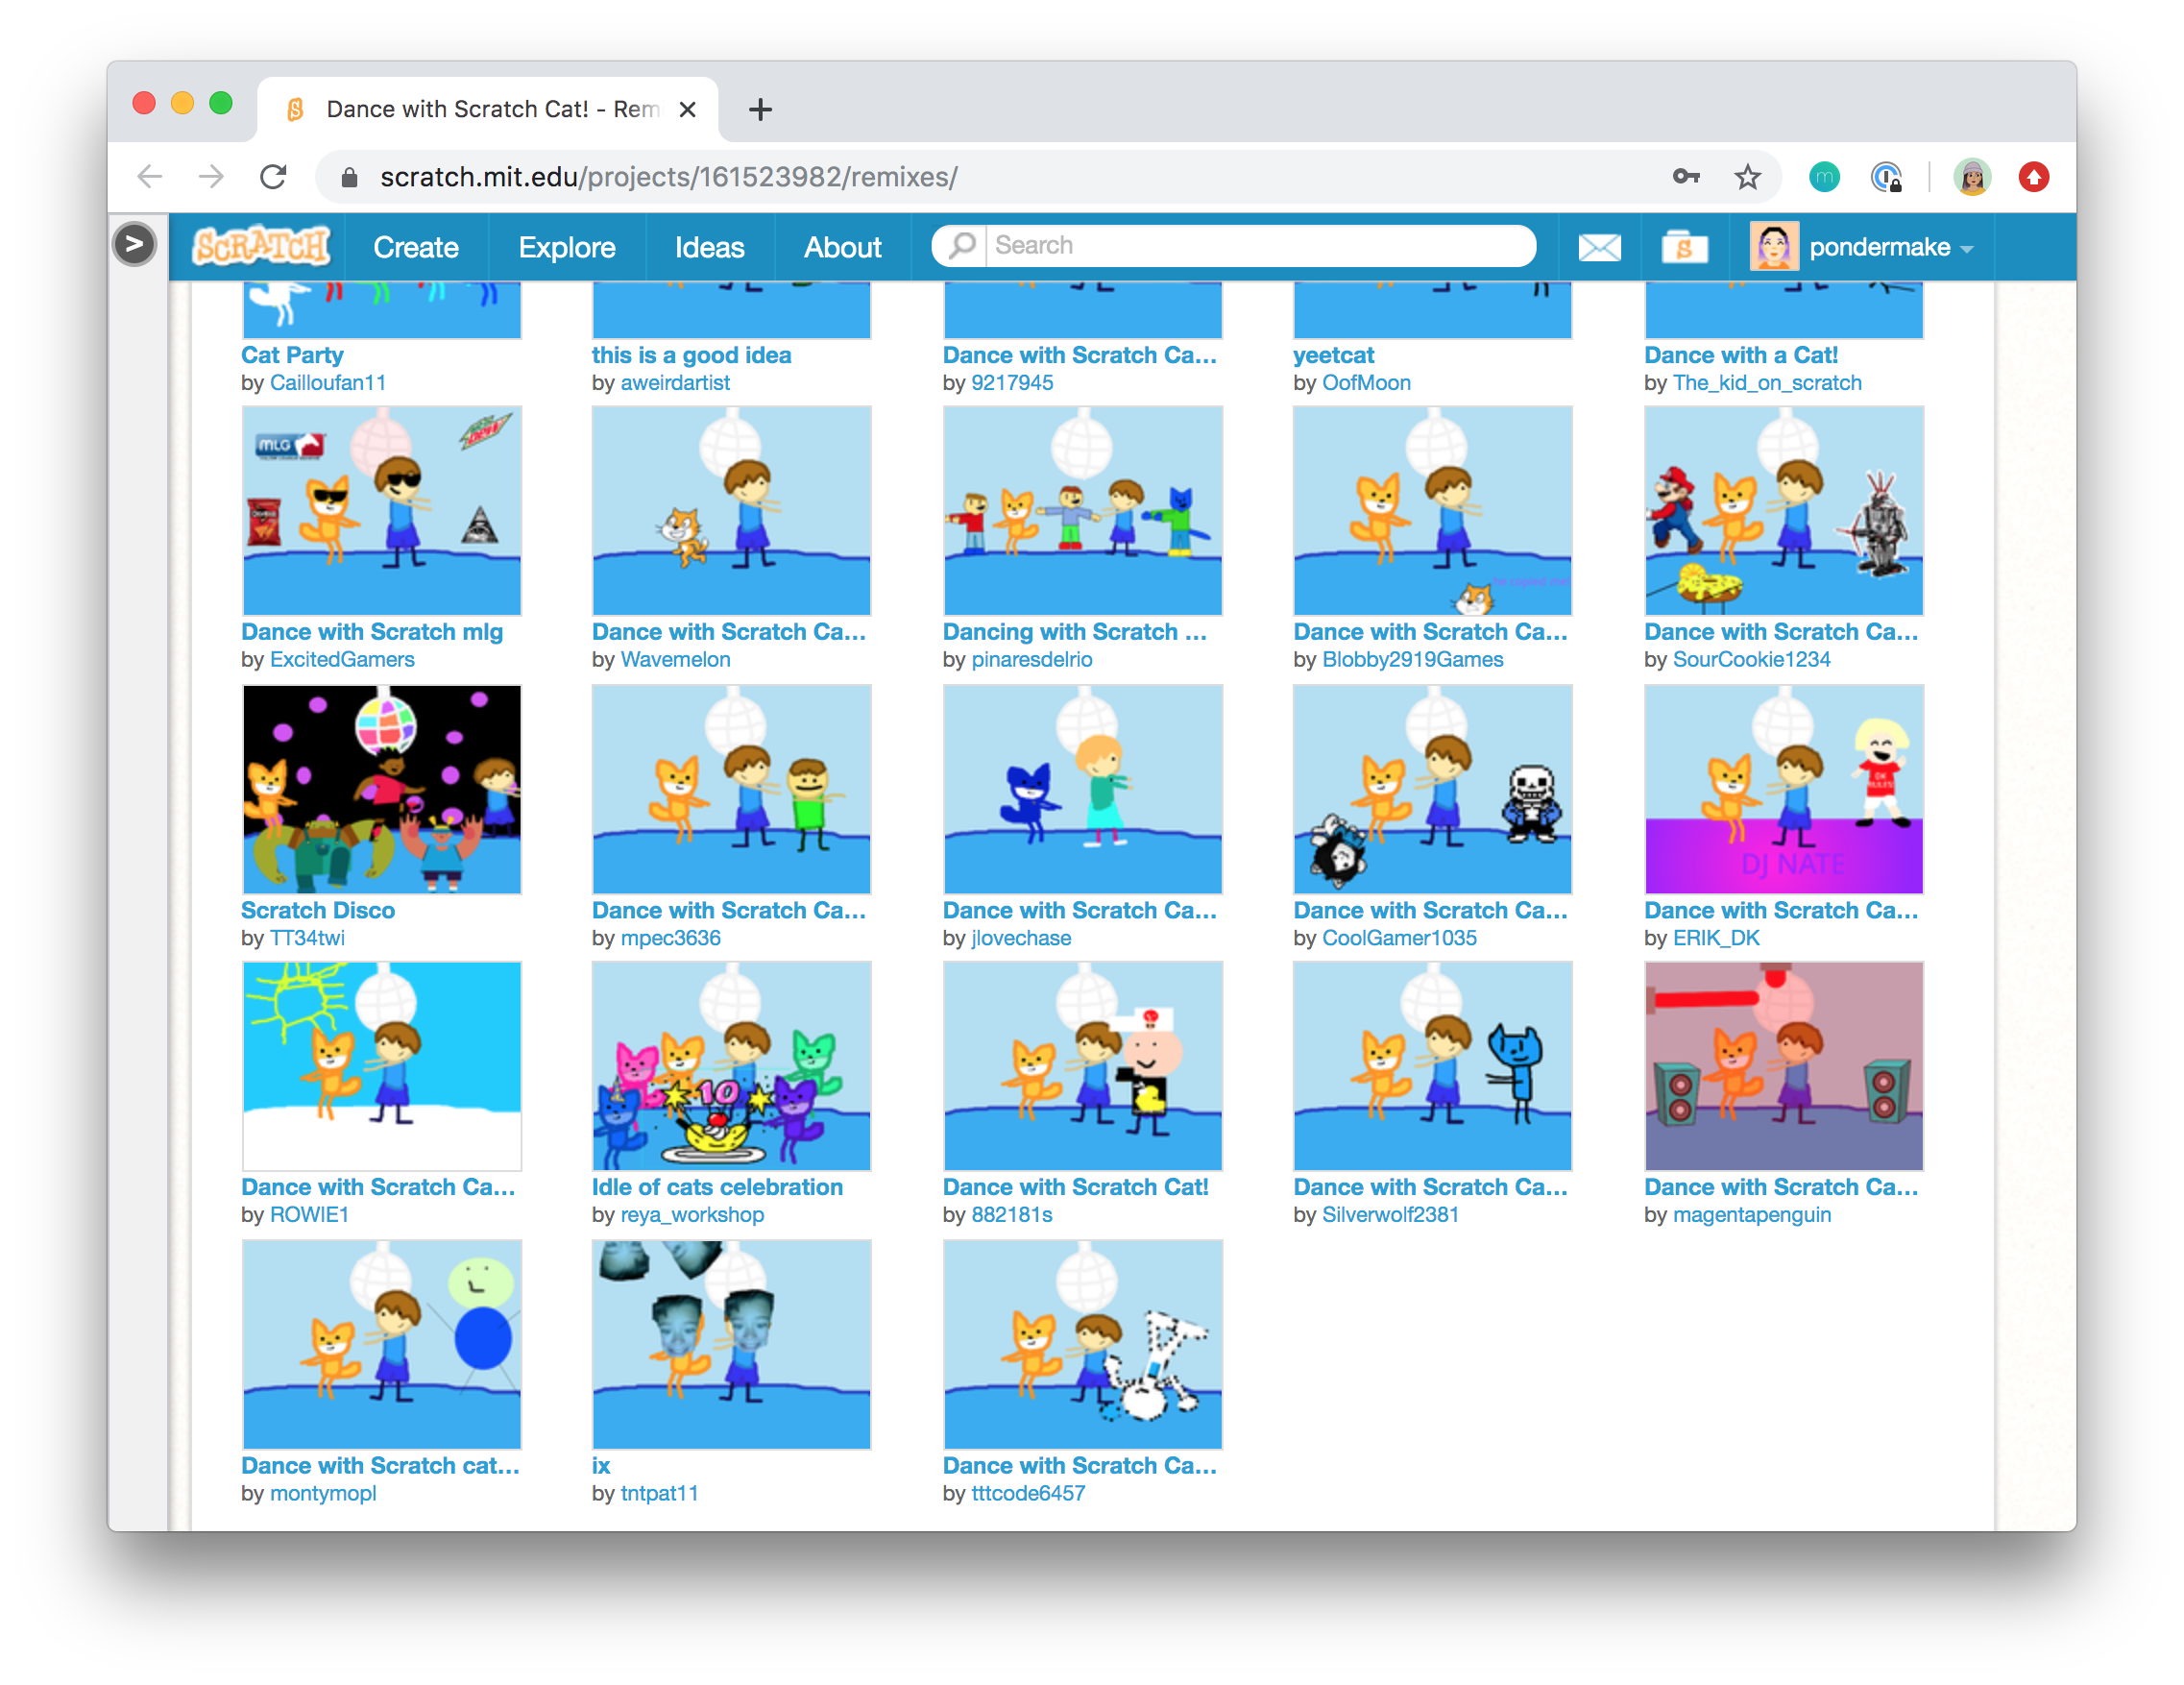 Dance with Scratch Cat! - Rem
scratch.mit.edu/projects/161523982/remixes/
SCRATCH
Create
Explore
Ideas
About
Search
pondermake
Cat Party
by Cailloufan11
this is a good idea
by aweirdartist
Dance with Scratch Ca...
by 9217945
yeetcat
by OofMoon
Dance with a Cat!
by The_kid_on_scratch
MLG
Dance with Scratch mlg
by ExcitedGamers
Dance with Scratch Ca...
by Wavemelon
Dancing with Scratch ...
by pinaresdelrio
Dance with Scratch Ca...
by Blobby2919Games
Dance with Scratch Ca...
by SourCookie1234
Scratch Disco
by TT34twi
Dance with Scratch Ca...
by mpec3636
Dance with Scratch Ca...
by jlovechase
Dance with Scratch Ca...
by CoolGamer1035
DK
RULES
DJ NATE
Dance with Scratch Ca...
by ERIK_DK
Dance with Scratch Ca...
by ROWIE1
10
Idle of cats celebration
by reya_workshop
Dance with Scratch Cat!
by 882181s
Dance with Scratch Ca...
by Silverwolf2381
Dance with Scratch Ca...
by magentapenguin
Dance with Scratch cat...
by montymopl
ix
by tntpat11
Dance with Scratch Ca...
by tttcode6457